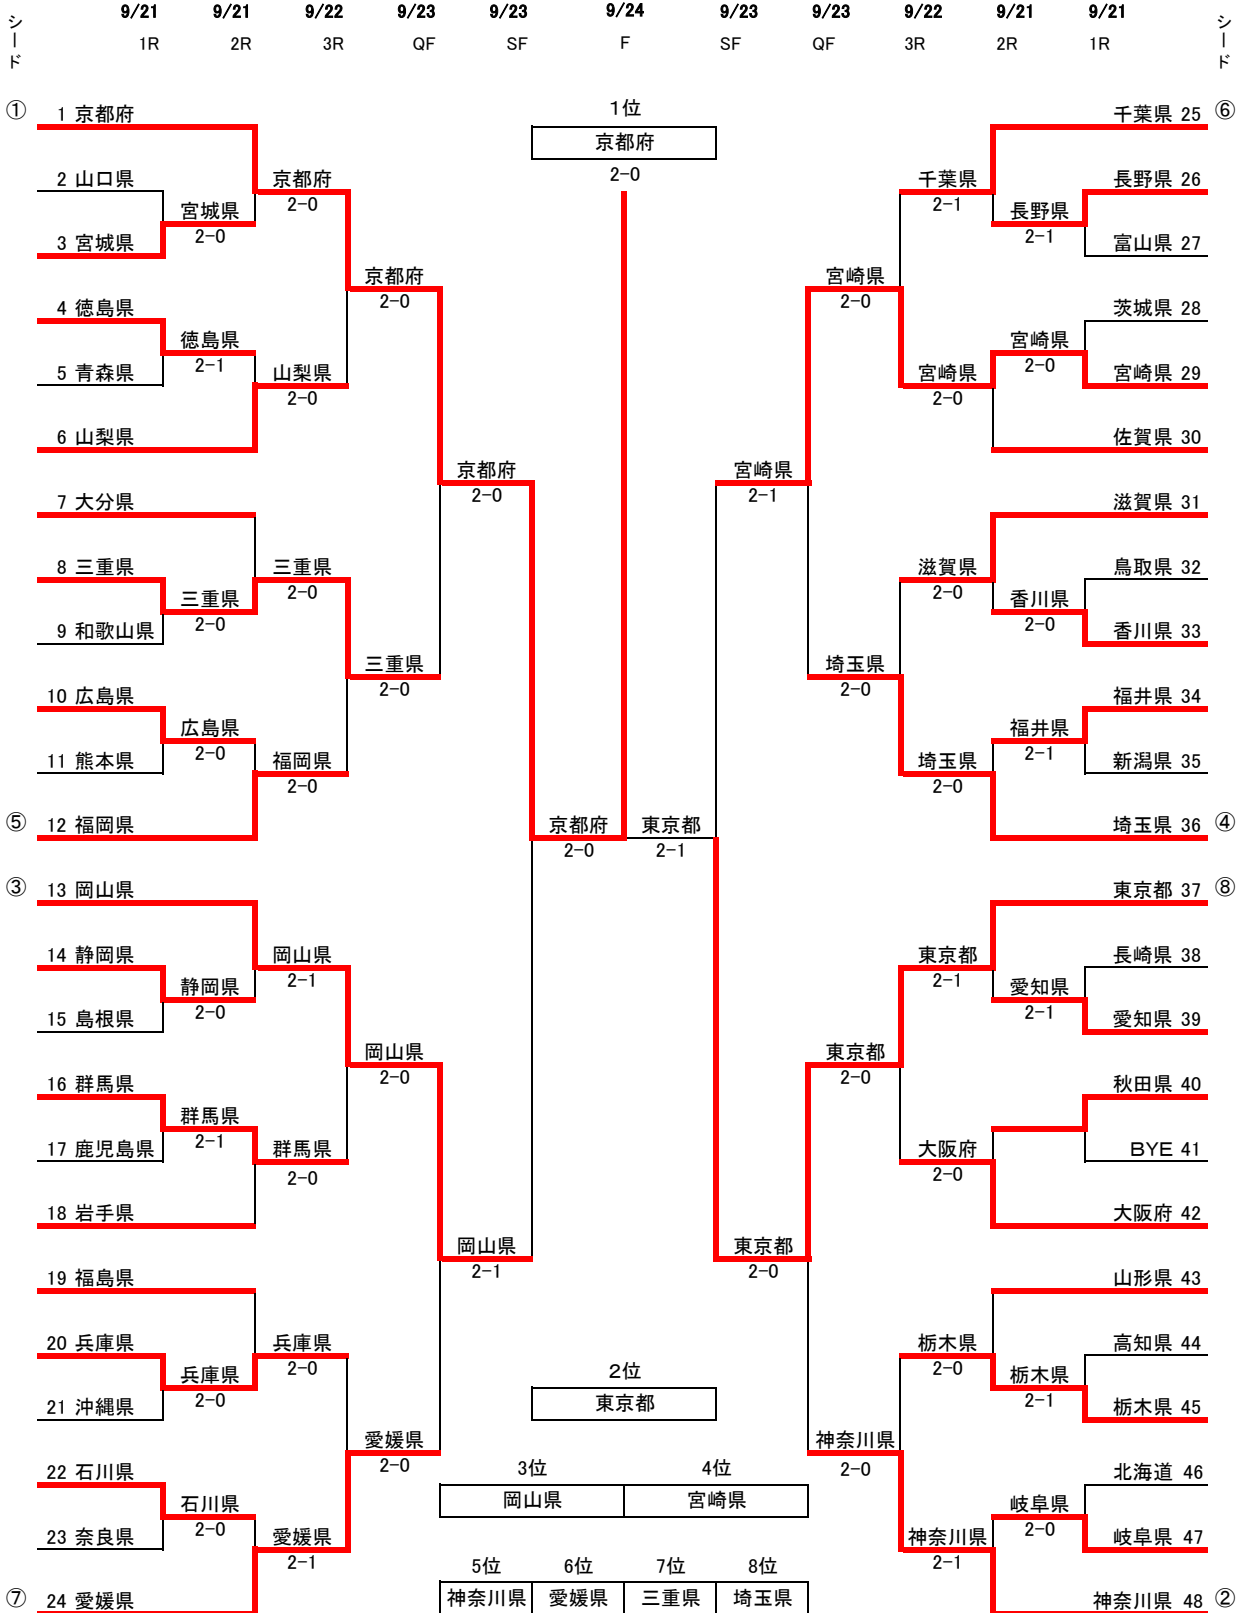 シード 9/21 9/21 9/22 9/23 9/23 9/24 9/23 9/23 9/22 9/21 9/21 シード
1R 2R 3R QF SF F SF QF 3R 2R 1R
① 1 京都府 1位 千葉県 25 ⑥
京都府
2-0
2 山口県 京都府 千葉県 長野県 26
2-0 2-1
宮城県 長野県
2-0 2-1
3 宮城県 富山県 27
京都府 宮崎県
2-0 2-0
4 徳島県 茨城県 28
徳島県 宮崎県
2-1 2-0
5 青森県 山梨県 宮崎県 宮崎県 29
2-0 2-0
6 山梨県 佐賀県 30
京都府 宮崎県
2-0 2-1
7 大分県 滋賀県 31
8 三重県 三重県 滋賀県 鳥取県 32
2-0 2-0
三重県 香川県
2-0 2-0
9 和歌山県 香川県 33
三重県 埼玉県
2-0 2-0
10 広島県 福井県 34
広島県 福井県
2-0 2-1
11 熊本県 福岡県 埼玉県 新潟県 35
2-0 2-0
⑤ 12 福岡県 京都府 東京都 埼玉県 36 ④
2-0 2-1
③ 13 岡山県 東京都 37 ⑧
14 静岡県 岡山県 東京都 長崎県 38
2-1 2-1
静岡県 愛知県
2-0 2-1
15 島根県 愛知県 39
岡山県 東京都
2-0 2-0
16 群馬県 秋田県 40
群馬県
2-1
17 鹿児島県 群馬県 大阪府 BYE 41
2-0 2-0
18 岩手県 大阪府 42
岡山県 東京都
2-1 2-0
19 福島県 山形県 43
20 兵庫県 兵庫県 栃木県 高知県 44
2-0 2-0
兵庫県 2位 栃木県
2-0 東京都 2-1
21 沖縄県 栃木県 45
愛媛県 神奈川県
2-0 2-0
22 石川県 3位 4位 北海道 46
石川県 岡山県 宮崎県 岐阜県
2-0 2-0
23 奈良県 愛媛県 神奈川県 岐阜県 47
2-1 2-1
5位 6位 7位 8位
⑦ 24 愛媛県 神奈川県 愛媛県 三重県 埼玉県 神奈川県 48 ②